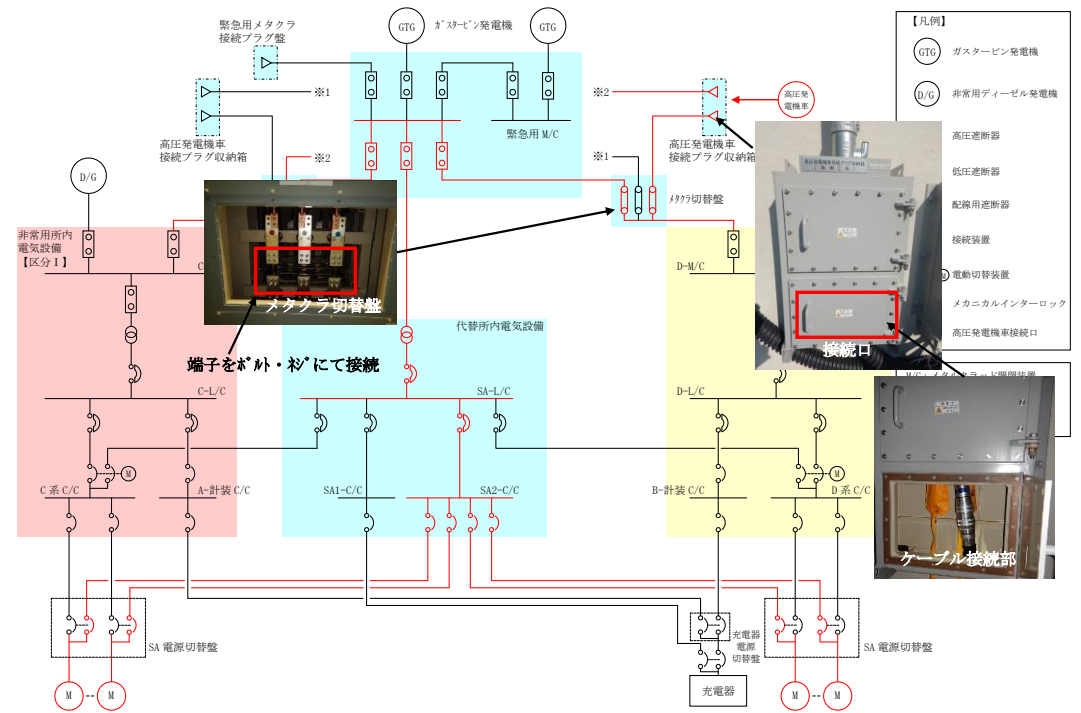 緊急用メタクラ
接続プラグ盤
GTG
ガスタービン発電機
GTG
※1
※2
高圧発
電機車
緊急用 M/C
高圧発電機車
接続プラグ収納箱
※2
高圧発電機車
接続プラグ収納箱
※1
D/G
メタクラ切替盤
非常用所内
電気設備
【区分Ⅰ】
C
D-M/C
メタクラ切替盤
端子をボルト・ネジにて接続
代替所内電気設備
C-L/C
SA-L/C
D-L/C
M
M
C 系 C/C
A-計装 C/C
SA1-C/C
SA2-C/C
B-計装 C/C
D 系 C/C
SA 電源切替盤
充電器
電源
切替盤
SA 電源切替盤
M
M
充電器
M
M
【凡例】
GTG
ガスタービン発電機
D/G
非常用ディーゼル発電機
高圧遮断器
低圧遮断器
配線用遮断器
接続装置
M
電動切替装置
メカニカルインターロック
高圧発電機車接続口
接続口
ケーブル接続部